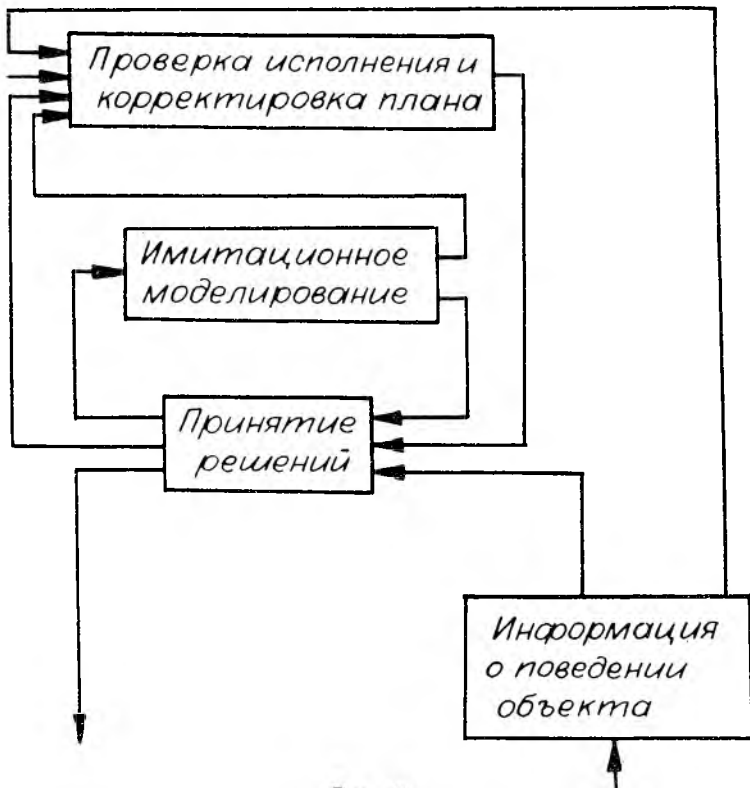 Проверка исполнения и
корректировка плана
Имитационное
моделирование
Принятие
решений
Информация
о поведении
объекта